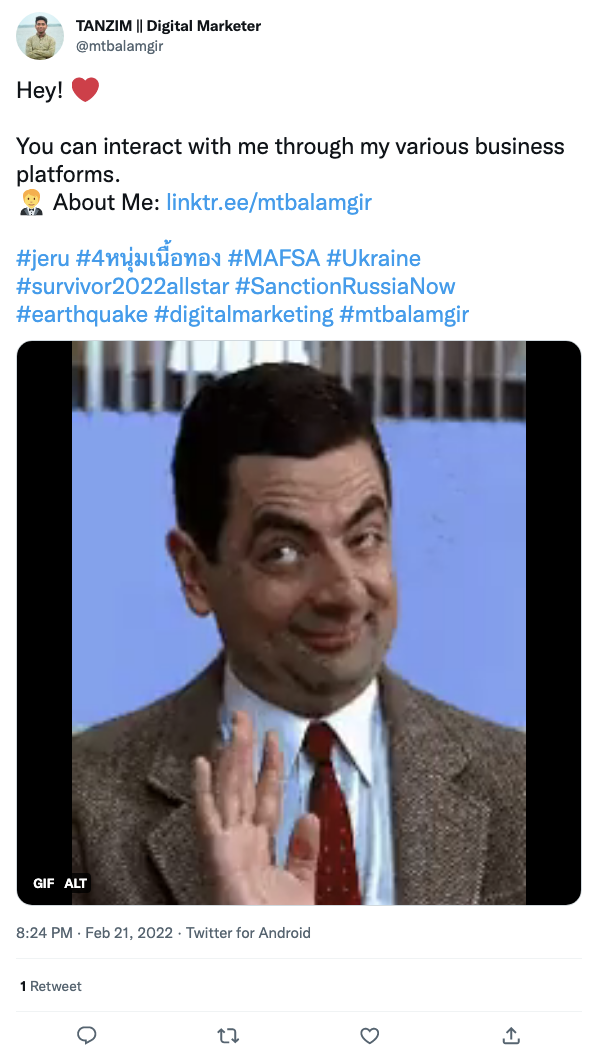 TANZIM || Digital Marketer
@mtbalamgir
Hey! ❤️
You can interact with me through my various business
platforms.
🤵 About Me: linktr.ee/mtbalamgir
#jeru #4หนุ่มเนื้อทอง #MAFSA #Ukraine
#survivor2022allstar #SanctionRussiaNow
#earthquake #digitalmarketing #mtbalamgir
GIF ALT
8:24 PM · Feb 21, 2022 · Twitter for Android
1 Retweet